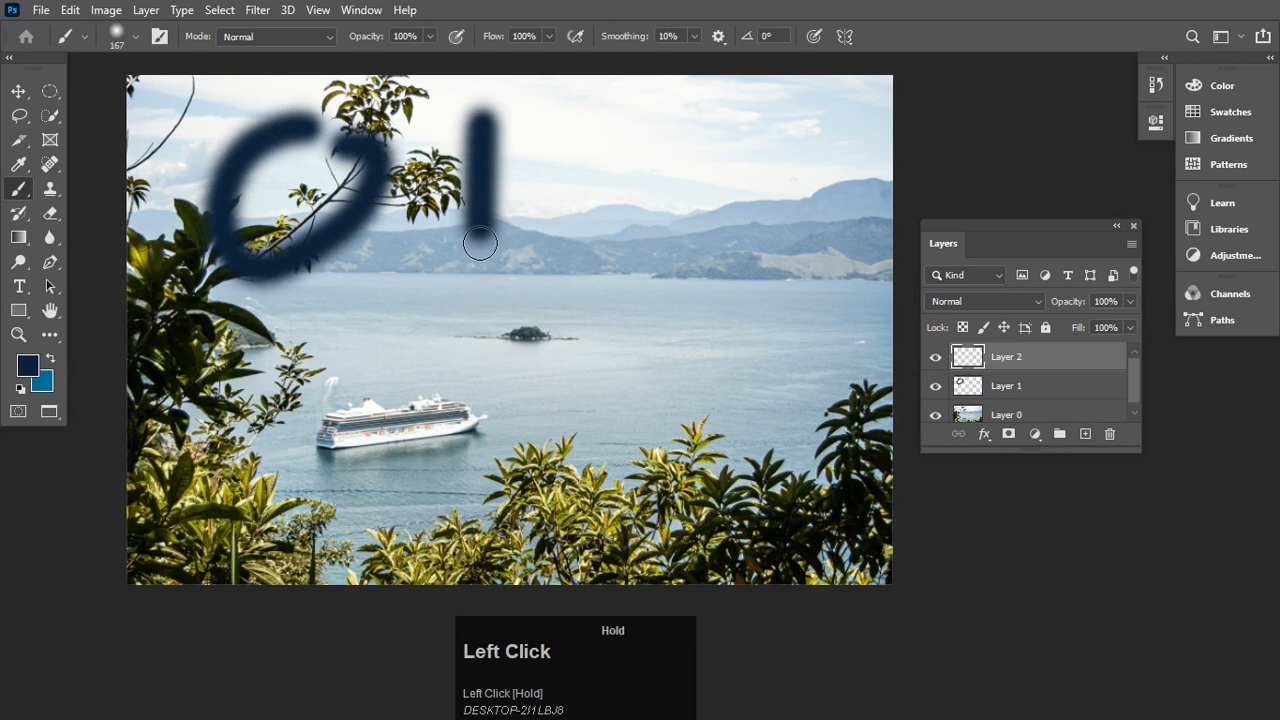 Ps File Edit Image Layer Type Select Filter 3D View Window Help
167 Mode: Normal Opacity: 100% Flow: 100% Smoothing: 10% 0°
Color
Swatches
Gradients
Patterns
Learn
Libraries
Adjustme...
Channels
Paths
Layers
Kind
Normal Opacity: 100%
Lock: Fill: 100%
Layer 2
Layer 1
Layer 0
fx
Hold
Left Click
Left Click [Hold]
DESKTOP-2I1LBJ8